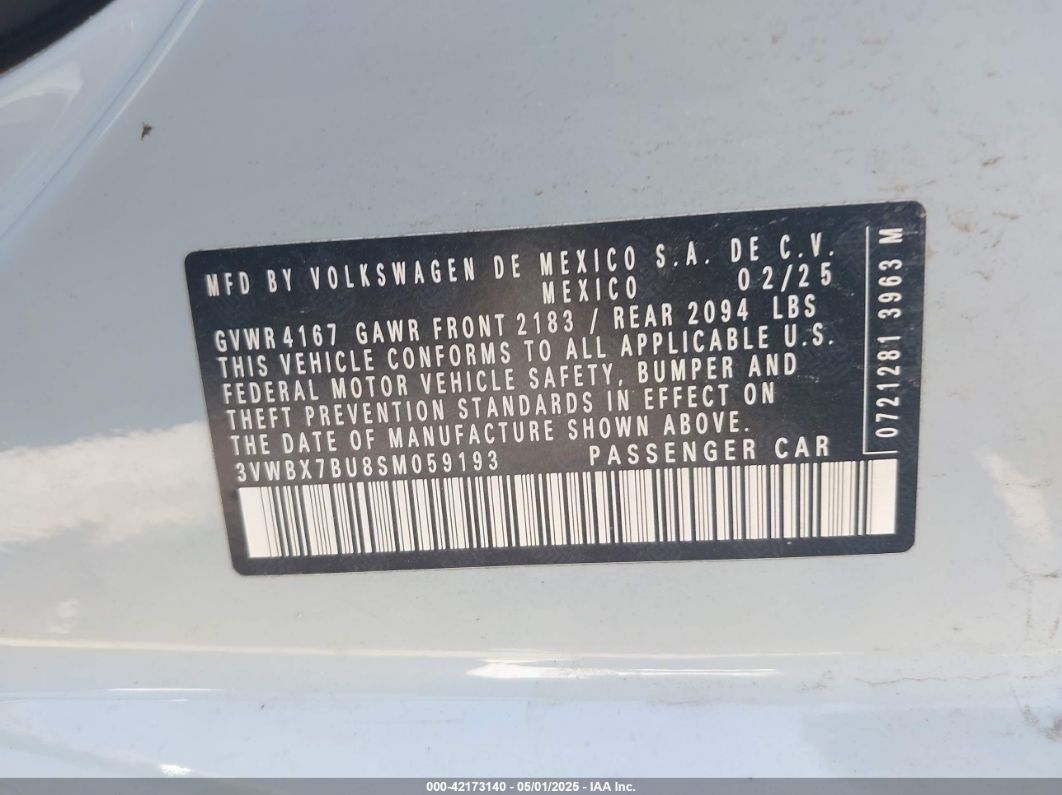 MFD BY VOLKSWAGEN DE MEXICO S.A. DE C.V.
MEXICO 02/25
GVWR 4167 GAWR FRONT 2183 / REAR 2094 LBS
THIS VEHICLE CONFORMS TO ALL APPLICABLE U.S.
FEDERAL MOTOR VEHICLE SAFETY, BUMPER AND
THEFT PREVENTION STANDARDS IN EFFECT ON
THE DATE OF MANUFACTURE SHOWN ABOVE.
3VWBX7BU8SM059193 PASSENGER CAR
0721281 3963 M
000-42173140 - 05/01/2025 - IAA Inc.